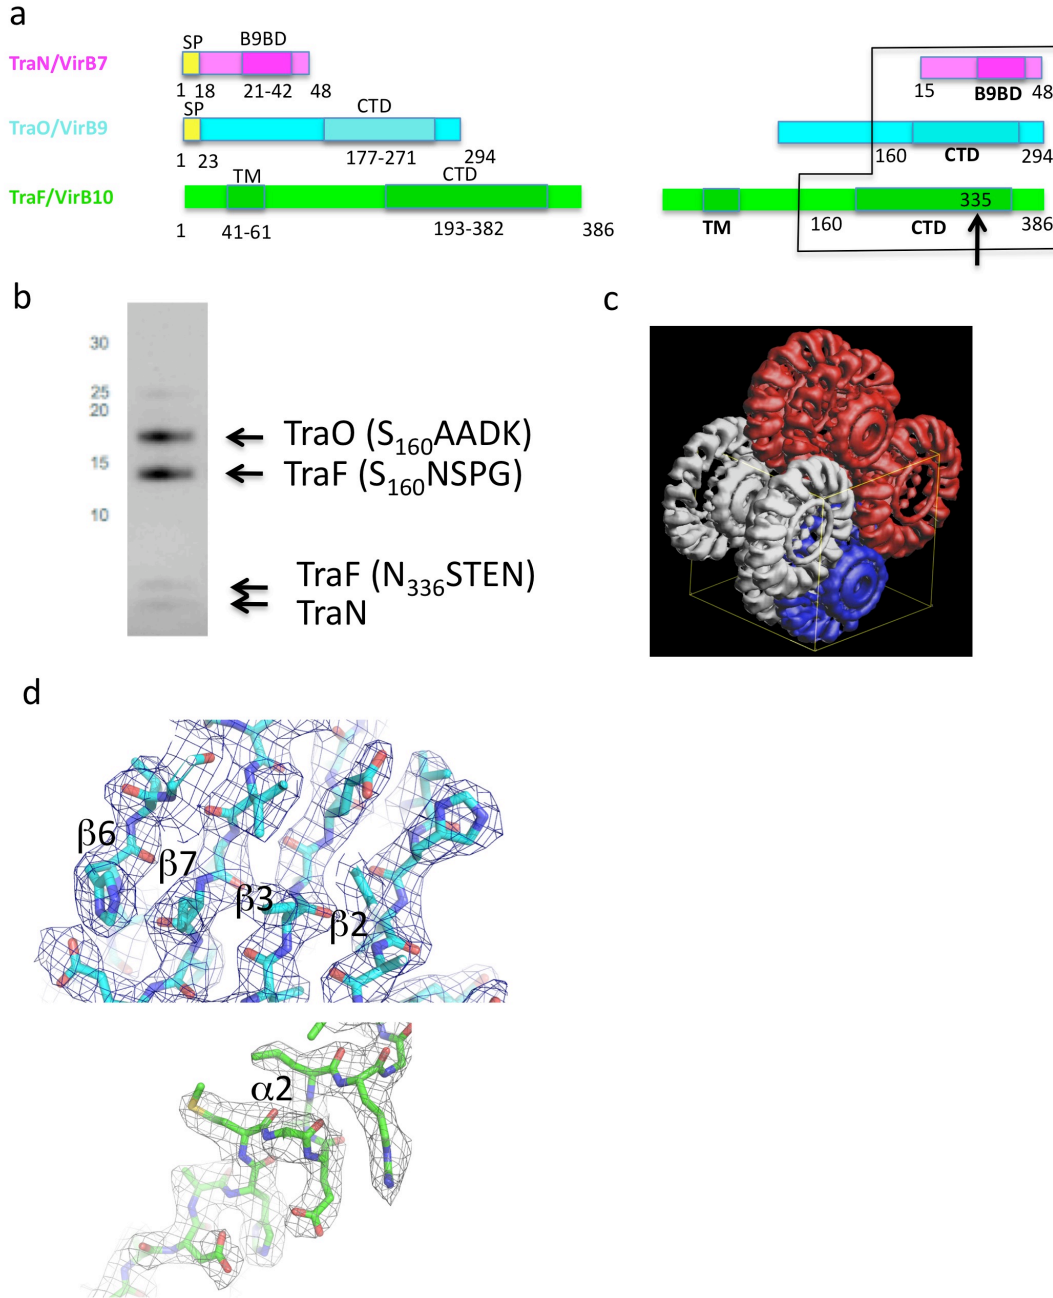 a
SP B9BD
TraN/VirB7
1 18 21-42 48
15 B9BD 48
SP CTD
TraO/VirB9
1 23 177-271 294
160 CTD 294
TM CTD
TraF/VirB10
335
1 41-61 193-382 386
TM 160 CTD 386
b
30
25
20
15
10
TraO (S160AADK)
TraF (S160NSPG)
TraF (N336STEN)
TraN
c
d
β6
β7
β3
β2
α2